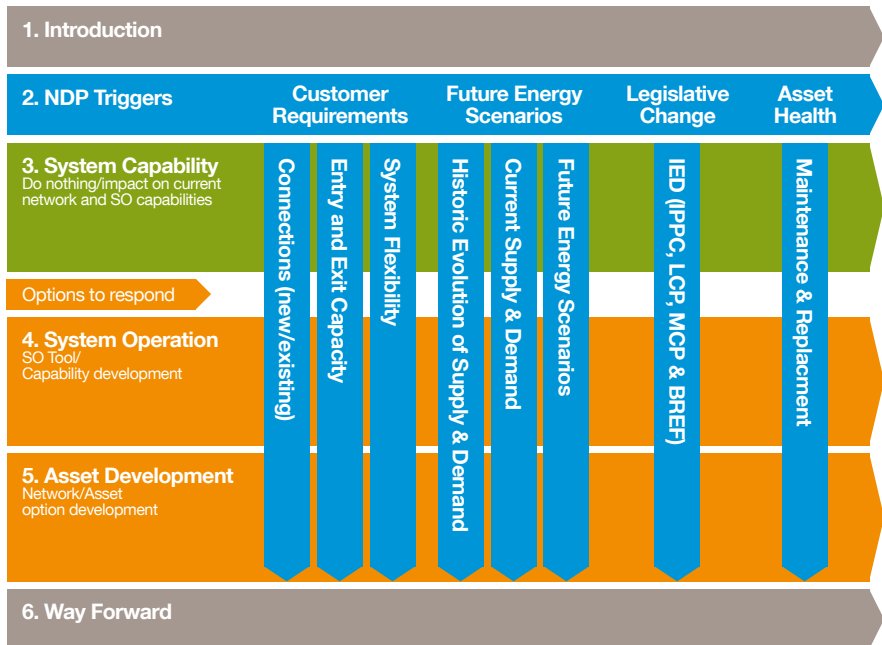 1. Introduction
2. NDP Triggers
Customer
Requirements
Future Energy
Scenarios
Legislative
Change
Asset
Health
3. System Capability
Do nothing/impact on current
network and SO capabilities
Options to respond
4. System Operation
SO Tool/
Capability development
5. Asset Development
Network/Asset
option development
Connections (new/existing)
Entry and Exit Capacity
System Flexibility
Historic Evolution of Supply & Demand
Current Supply & Demand
Future Energy Scenarios
IED (IPPC, LCP, MCP & BREF)
Maintenance & Replacment
6. Way Forward